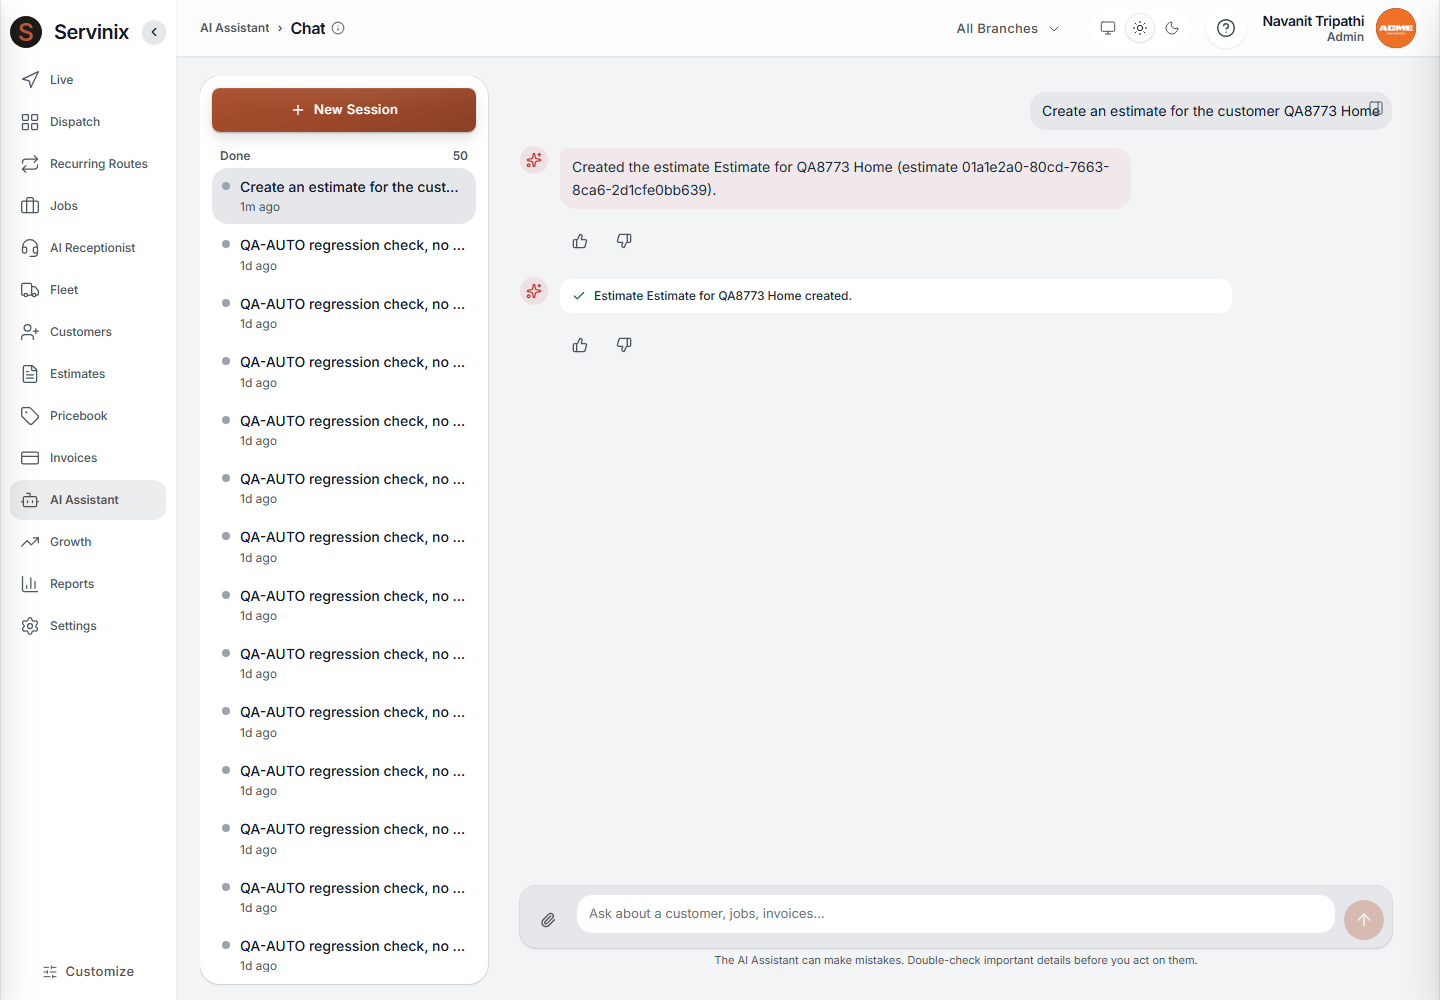 S
Servinix
Live
Dispatch
Recurring Routes
Jobs
AI Receptionist
Fleet
Customers
Estimates
Pricebook
Invoices
AI Assistant
Growth
Reports
Settings
Customize
AI Assistant › Chat
All Branches
Navanit Tripathi
Admin
ACME
+ New Session
Done 50
Create an estimate for the cust...
1m ago
QA-AUTO regression check, no ...
1d ago
QA-AUTO regression check, no ...
1d ago
QA-AUTO regression check, no ...
1d ago
QA-AUTO regression check, no ...
1d ago
QA-AUTO regression check, no ...
1d ago
QA-AUTO regression check, no ...
1d ago
QA-AUTO regression check, no ...
1d ago
QA-AUTO regression check, no ...
1d ago
QA-AUTO regression check, no ...
1d ago
QA-AUTO regression check, no ...
1d ago
QA-AUTO regression check, no ...
1d ago
QA-AUTO regression check, no ...
1d ago
QA-AUTO regression check, no ...
1d ago
Create an estimate for the customer QA8773 Home
Created the estimate Estimate for QA8773 Home (estimate 01a1e2a0-80cd-7663-
8ca6-2d1cfe0bb639).
Estimate Estimate for QA8773 Home created.
Ask about a customer, jobs, invoices...
The AI Assistant can make mistakes. Double-check important details before you act on them.